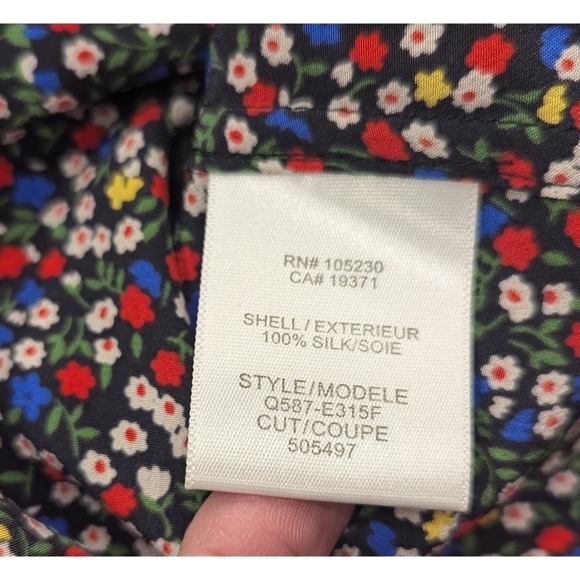 RN# 105230
CA# 19371
SHELL/EXTERIEUR
100% SILK/SOIE
STYLE/MODELE
Q587-E315F
CUT/COUPE
505497